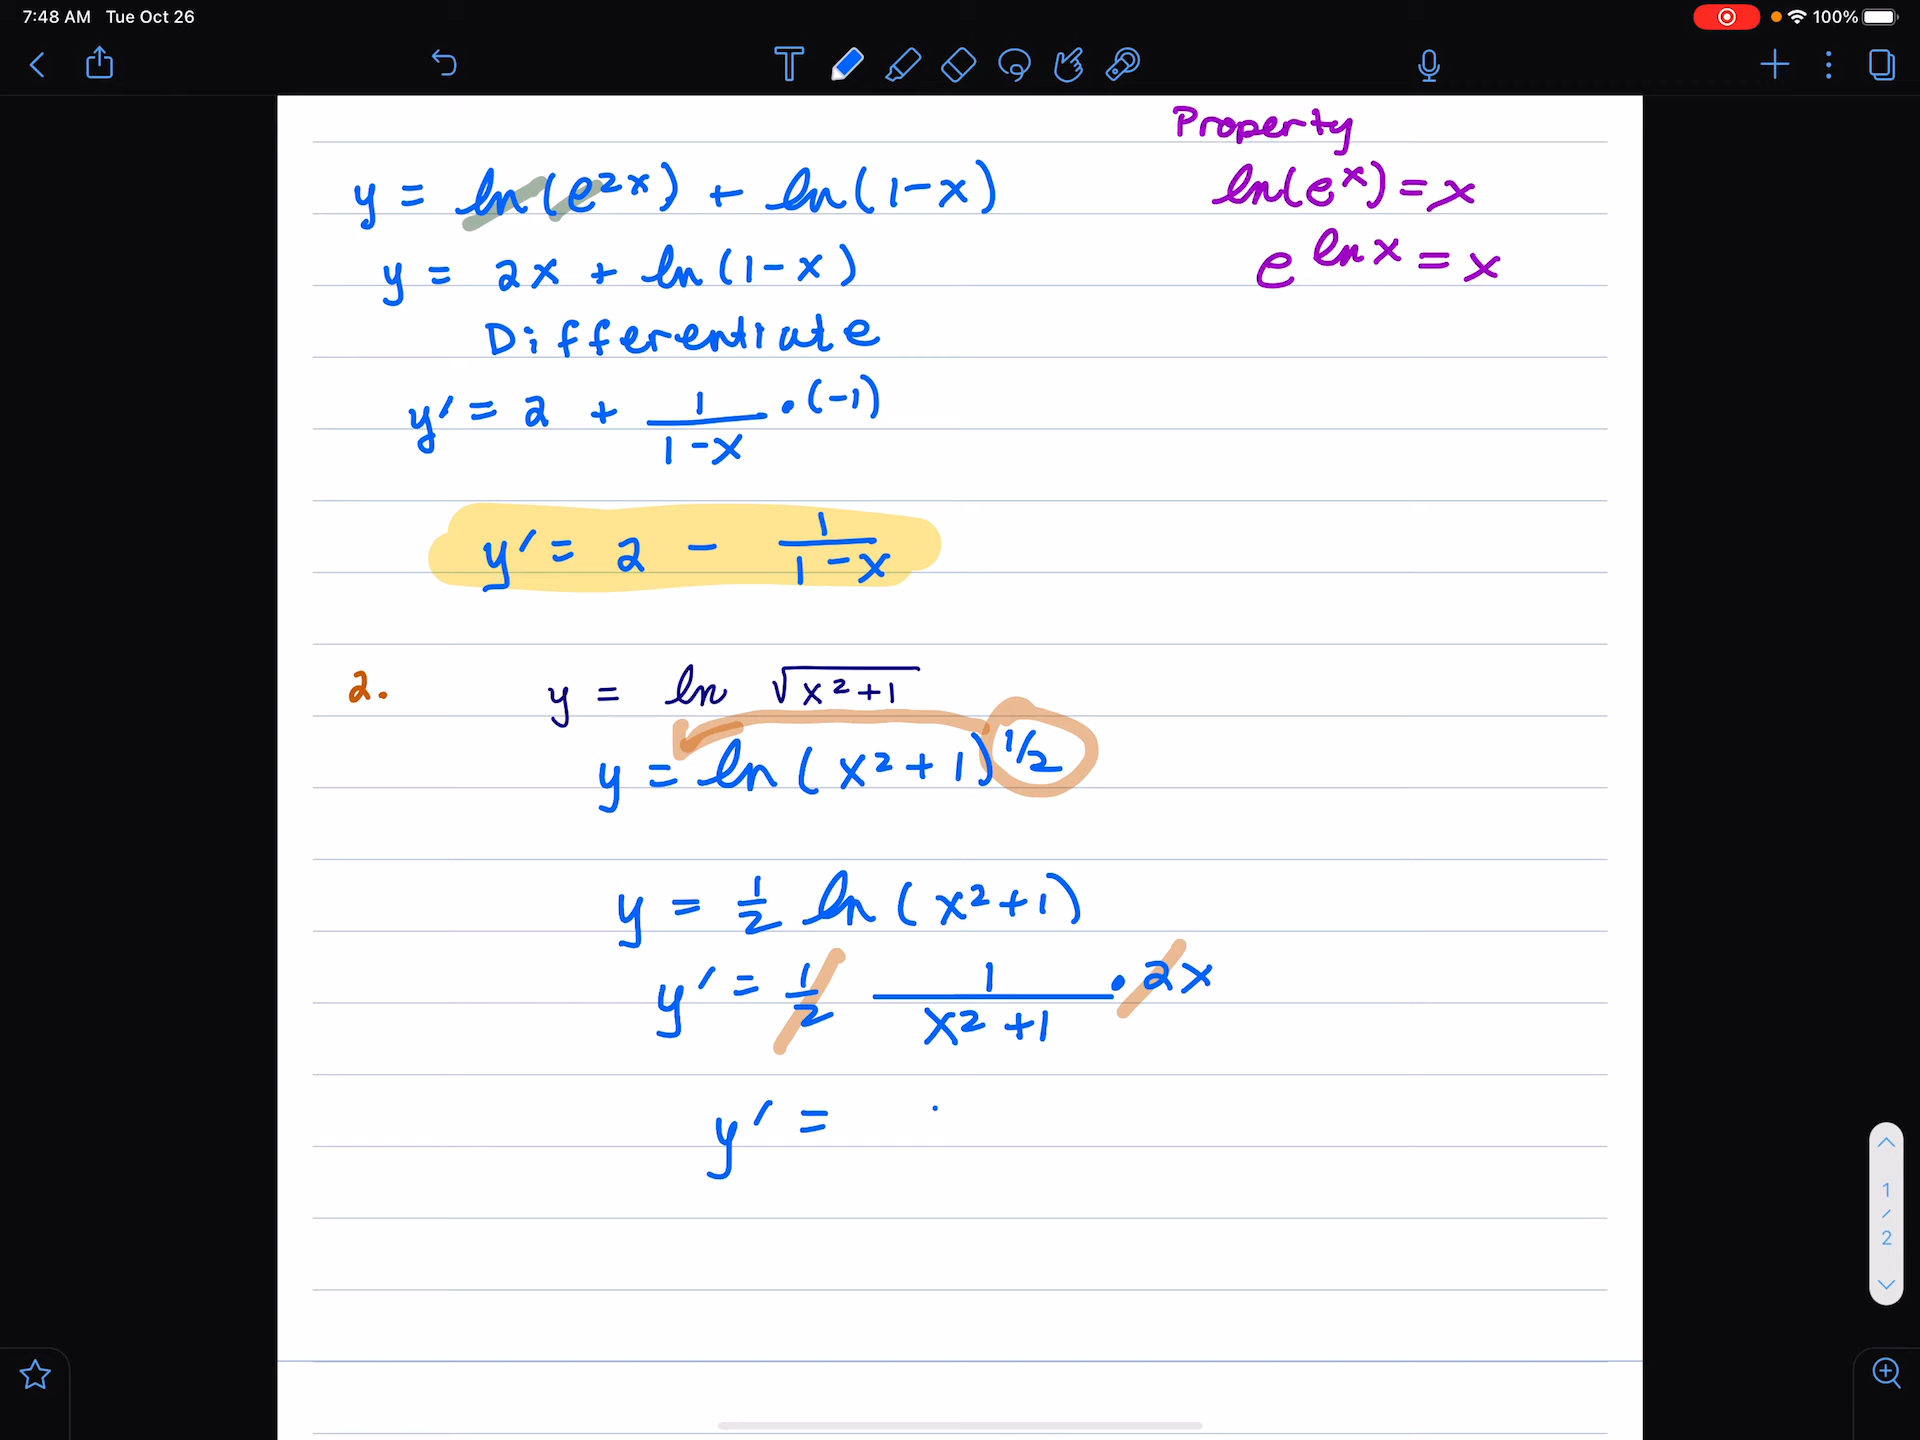 7:48 AM Tue Oct 26
100%
Property
y = ln(e^2x) + ln(1-x)
ln(e^x) = x
y = 2x + ln(1-x)
e^ln x = x
Differentiate
y' = 2 + 1/(1-x) · (-1)
y' = 2 - 1/(1-x)
2. y = ln √(x²+1)
y = ln(x²+1)^1/2
y = 1/2 ln(x²+1)
y' = 1/2 1/(x²+1) · 2x
y' =
1/2